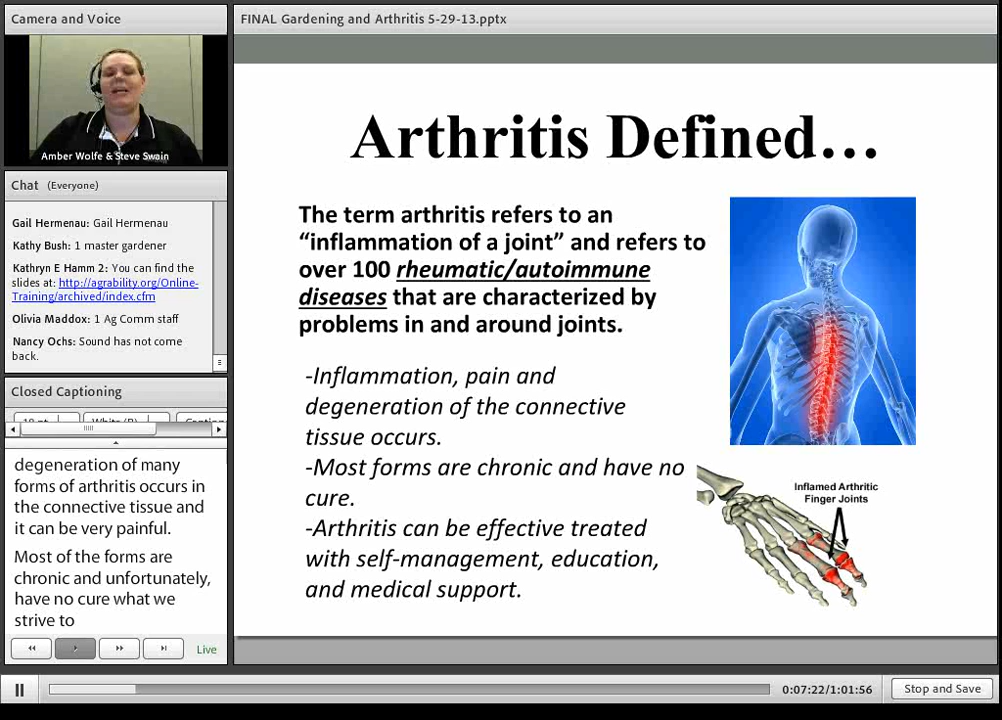 Camera and Voice
Amber Wolfe & Steve Swain
Chat (Everyone)
Gail Hermenau: Gail Hermenau
Kathy Bush: 1 master gardener
Kathryn E Hamm 2: You can find the
slides at: http://agrability.org/Online-
Training/archived/index.cfm
Olivia Maddox: 1 Ag Comm staff
Nancy Ochs: Sound has not come
back.
Closed Captioning
degeneration of many
forms of arthritis occurs in
the connective tissue and
it can be very painful.
Most of the forms are
chronic and unfortunately,
have no cure what we
strive to
Live
FINAL Gardening and Arthritis 5-29-13.pptx
Arthritis Defined…
The term arthritis refers to an
“inflammation of a joint” and refers to
over 100 rheumatic/autoimmune
diseases that are characterized by
problems in and around joints.
-Inflammation, pain and
degeneration of the connective
tissue occurs.
-Most forms are chronic and have no
cure.
-Arthritis can be effective treated
with self-management, education,
and medical support.
Inflamed Arthritic
Finger Joints
0:07:22/1:01:56
Stop and Save